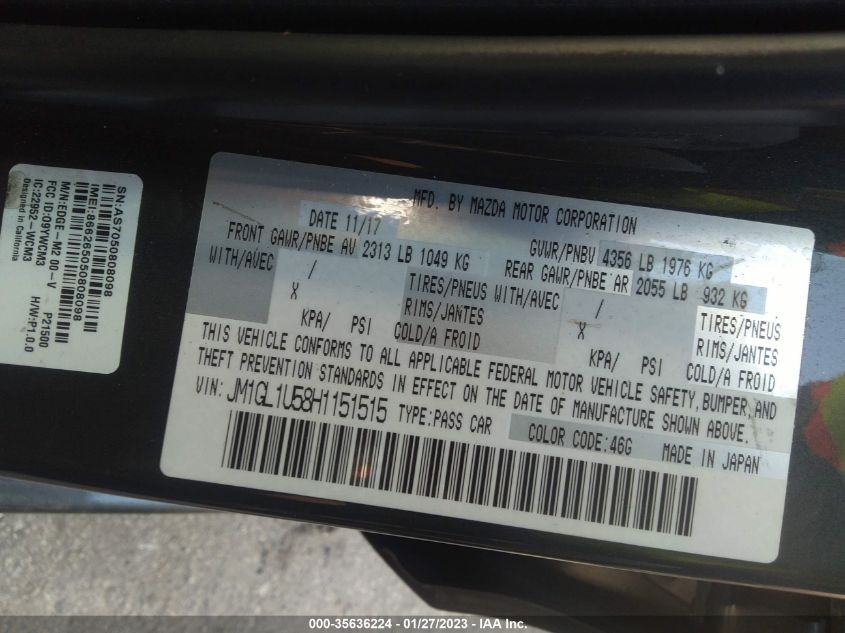 SN:AS7050808098
IMEI:866265050808098
M/N:EDGE-M2 D0-V P21500
FCC ID:O9YWCM3
IC:22952-WCM3 H/W:P1.0.0
Designed in California
MFD. BY MAZDA MOTOR CORPORATION
DATE 11/17 GVWR/PNBV 4356 LB 1976 KG
FRONT GAWR/PNBE AV 2313 LB 1049 KG REAR GAWR/PNBE AR 2055 LB 932 KG
WITH/AVEC / TIRES/PNEUS WITH/AVEC / TIRES/PNEUS
X RIMS/JANTES X RIMS/JANTES
KPA/ PSI COLD/A FROID KPA/ PSI COLD/A FROID
THIS VEHICLE CONFORMS TO ALL APPLICABLE FEDERAL MOTOR VEHICLE SAFETY,BUMPER,AND
THEFT PREVENTION STANDARDS IN EFFECT ON THE DATE OF MANUFACTURE SHOWN ABOVE.
VIN: JM1GL1U58H1151515 TYPE:PASS CAR
COLOR CODE:46G MADE IN JAPAN
000-35636224 - 01/27/2023 - IAA Inc.